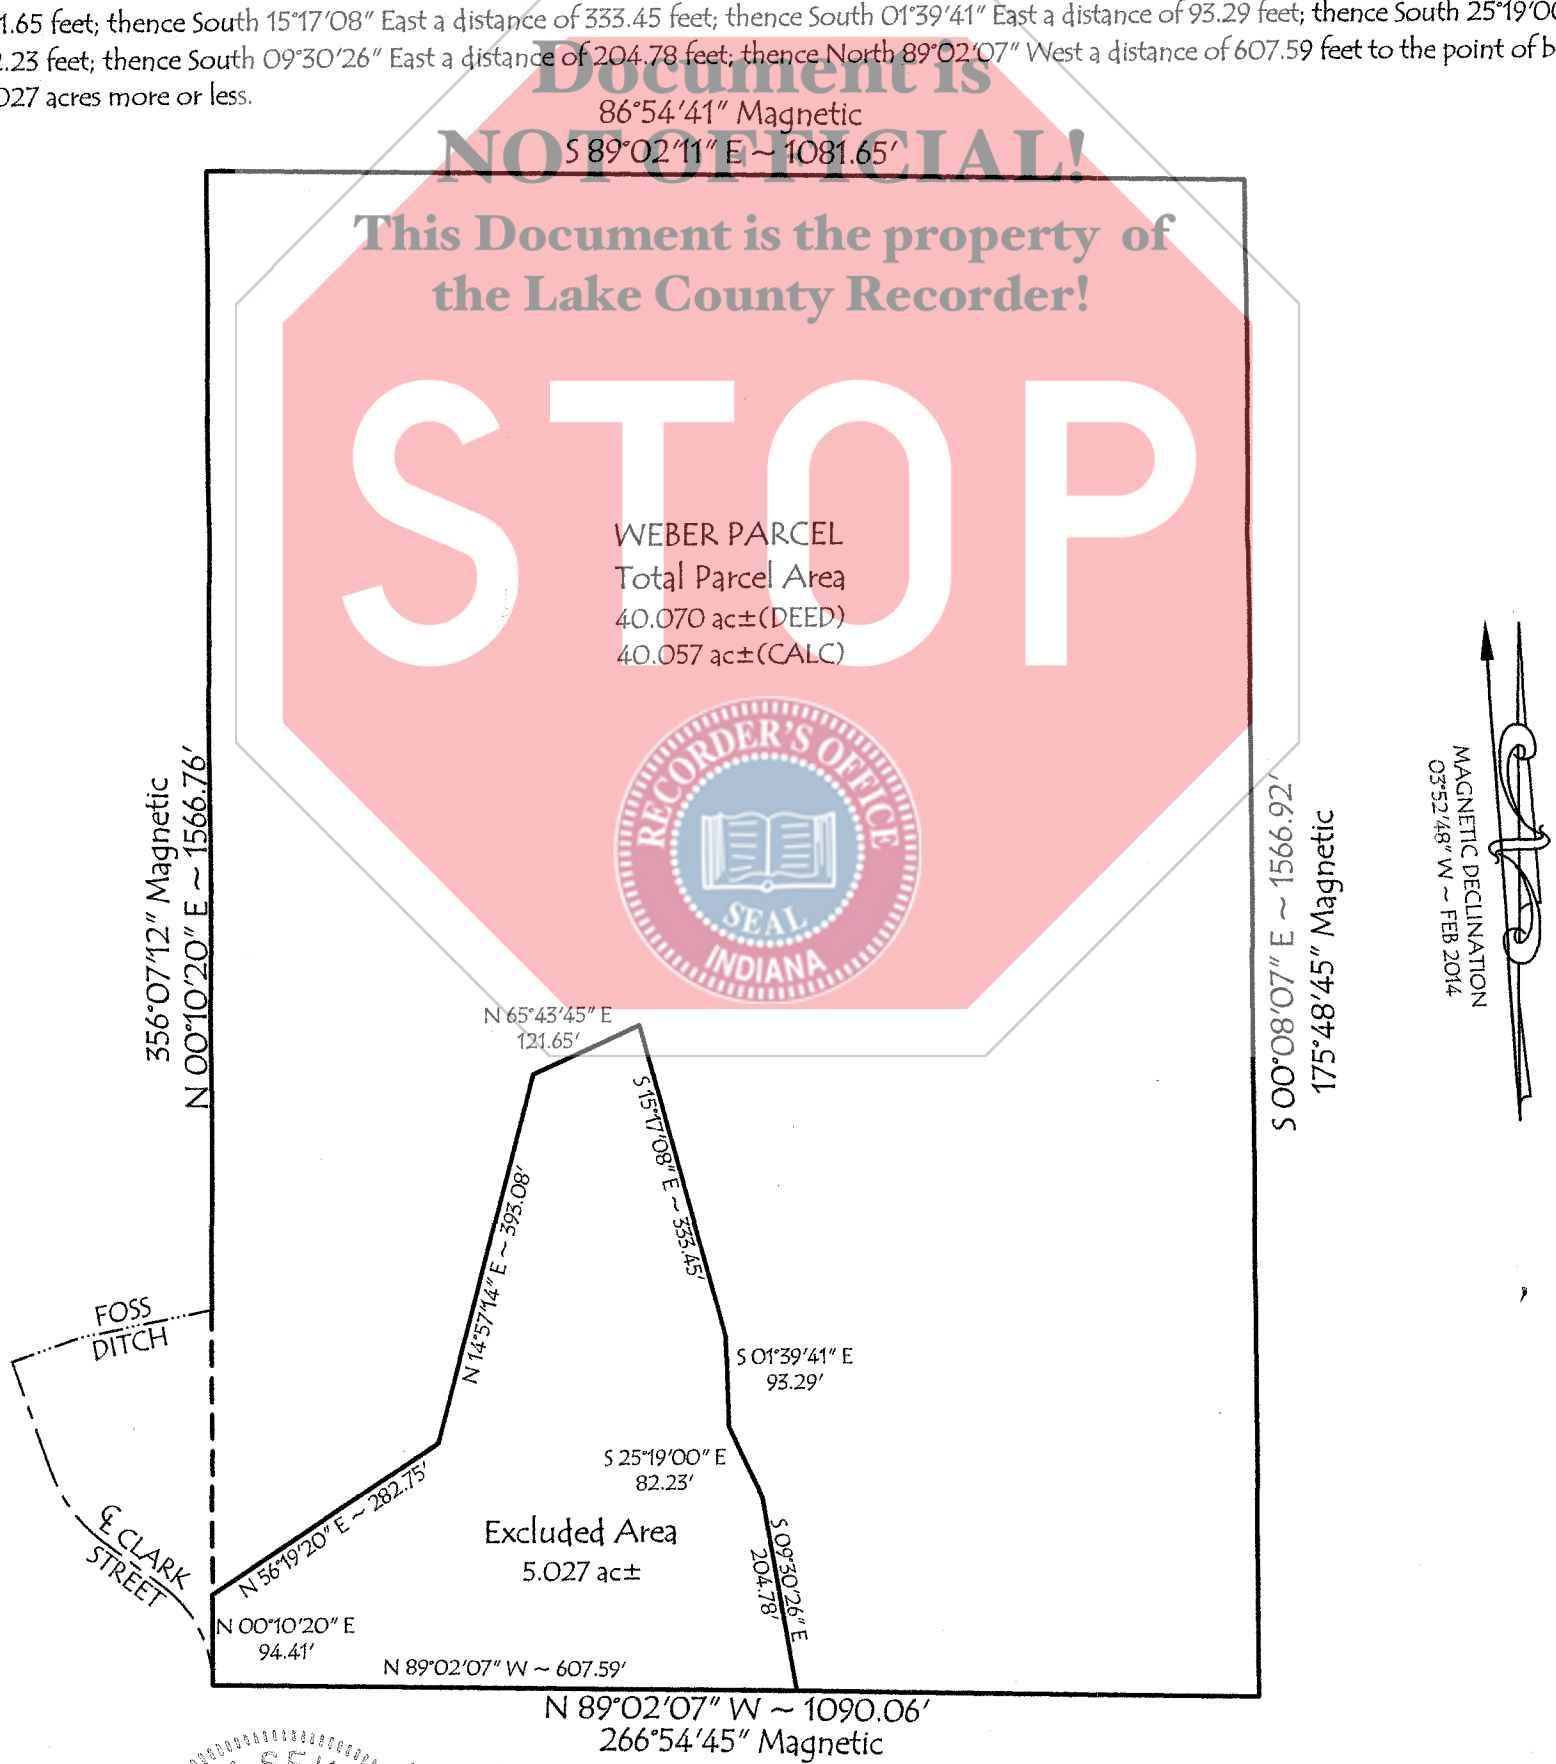 1.65 feet; thence South 15°17'08" East a distance of 333.45 feet; thence South 01°39'41" East a distance of 93.29 feet; thence South 25°19'00
2.23 feet; thence South 09°30'26" East a distance of 204.78 feet; thence North 89°02'07" West a distance of 607.59 feet to the point of b
027 acres more or less.
Document is
86°54'41" Magnetic
NOT OFFICIAL!
S 89°02'11" E ~ 1081.65'
This Document is the property of
the Lake County Recorder!
STOP
WEBER PARCEL
Total Parcel Area
40.070 ac±(DEED)
40.057 ac±(CALC)
RECORDER'S OFFICE
SEAL
INDIANA
356°07'12" Magnetic
N 00°10'20" E ~ 1566.76'
S 00°08'07" E ~ 1566.92'
175°48'45" Magnetic
MAGNETIC DECLINATION
03°52'48" W ~ FEB 2014
N 65°43'45" E
121.65'
S 15°17'08" E ~ 333.45'
N 14°57'14" E ~ 393.08'
FOSS
DITCH
S 01°39'41" E
93.29'
S 25°19'00" E
82.23'
N 56°19'20" E ~ 282.75'
Excluded Area
5.027 ac±
S 09°30'26" E
204.78'
℄ CLARK
STREET
N 00°10'20" E
94.41'
N 89°02'07" W ~ 607.59'
N 89°02'07" W ~ 1090.06'
266°54'45" Magnetic